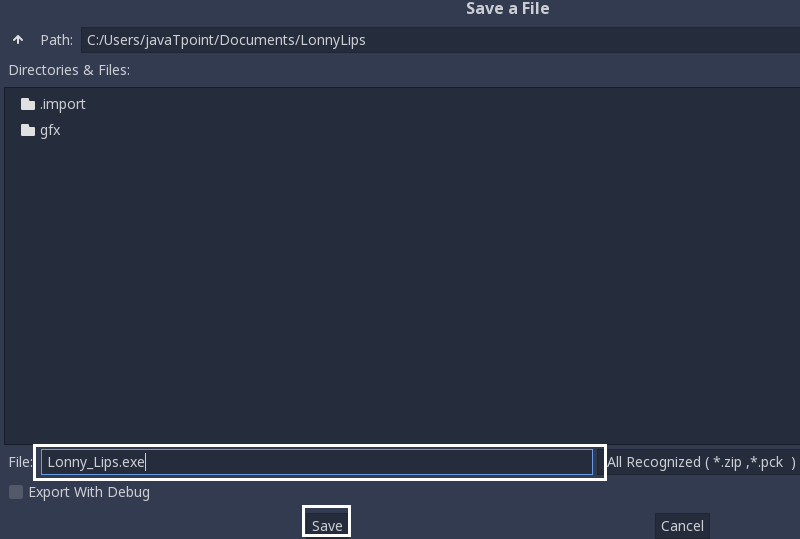 Save a File
Path: C:/Users/javaTpoint/Documents/LonnyLips
Directories & Files:
.import
gfx
File: Lonny_Lips.exe All Recognized ( *.zip ,*.pck )
Export With Debug
Save Cancel